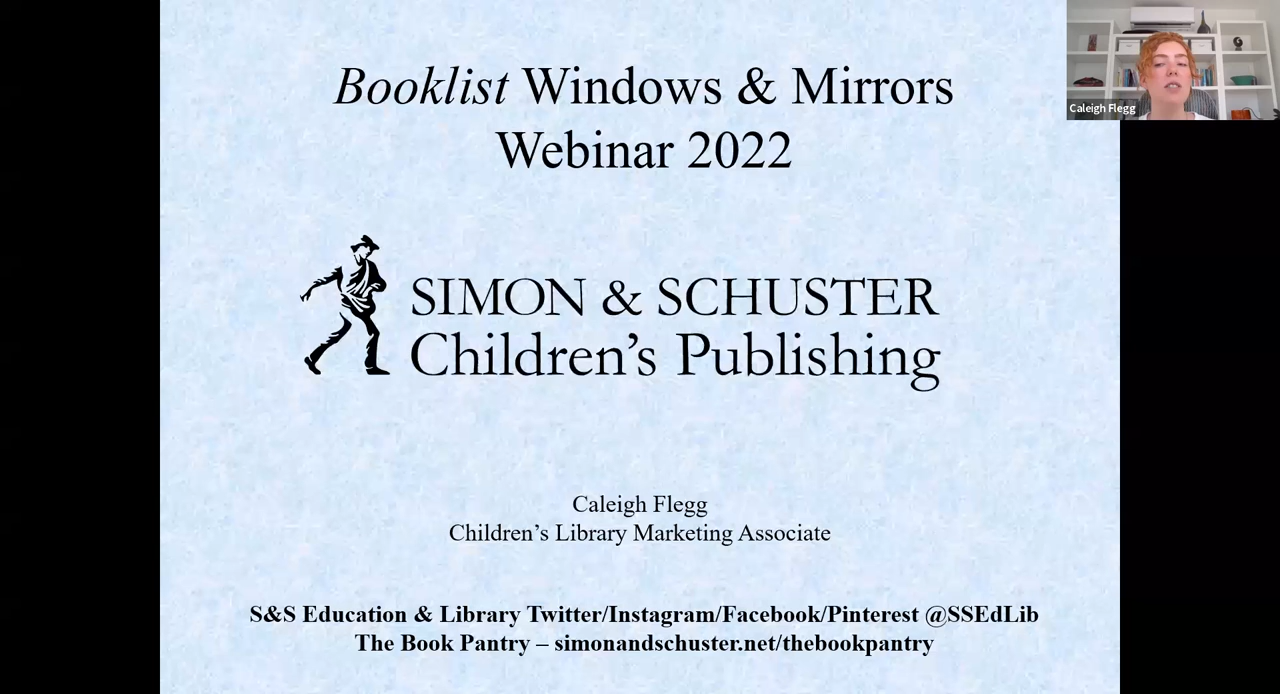 Booklist Windows & Mirrors
Webinar 2022
Caleigh Flegg
SIMON & SCHUSTER
Children’s Publishing
Caleigh Flegg
Children’s Library Marketing Associate
S&S Education & Library Twitter/Instagram/Facebook/Pinterest @SSEdLib
The Book Pantry – simonandschuster.net/thebookpantry